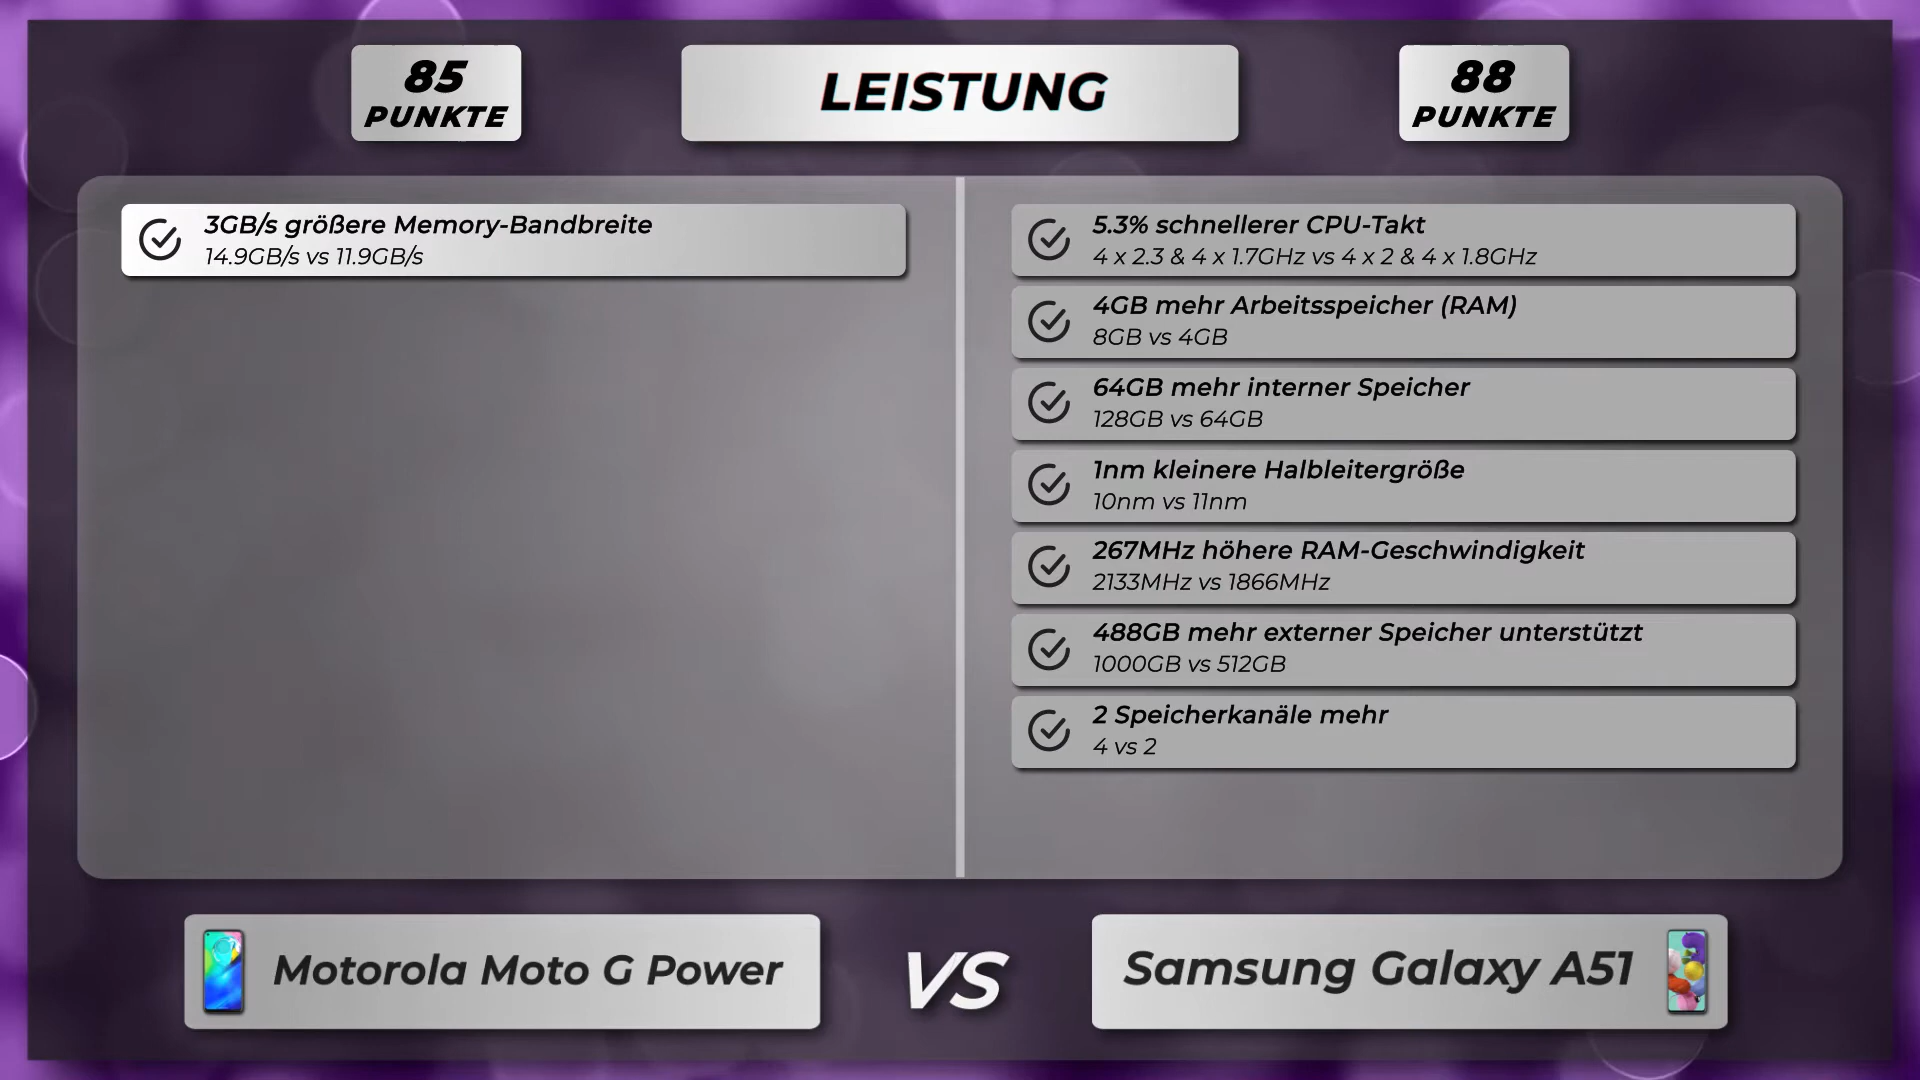 85
PUNKTE
LEISTUNG
88
PUNKTE
3GB/s größere Memory-Bandbreite
14.9GB/s vs 11.9GB/s
5.3% schnellerer CPU-Takt
4 x 2.3 & 4 x 1.7GHz vs 4 x 2 & 4 x 1.8GHz
4GB mehr Arbeitsspeicher (RAM)
8GB vs 4GB
64GB mehr interner Speicher
128GB vs 64GB
1nm kleinere Halbleitergröße
10nm vs 11nm
267MHz höhere RAM-Geschwindigkeit
2133MHz vs 1866MHz
488GB mehr externer Speicher unterstützt
1000GB vs 512GB
2 Speicherkanäle mehr
4 vs 2
Motorola Moto G Power
VS
Samsung Galaxy A51